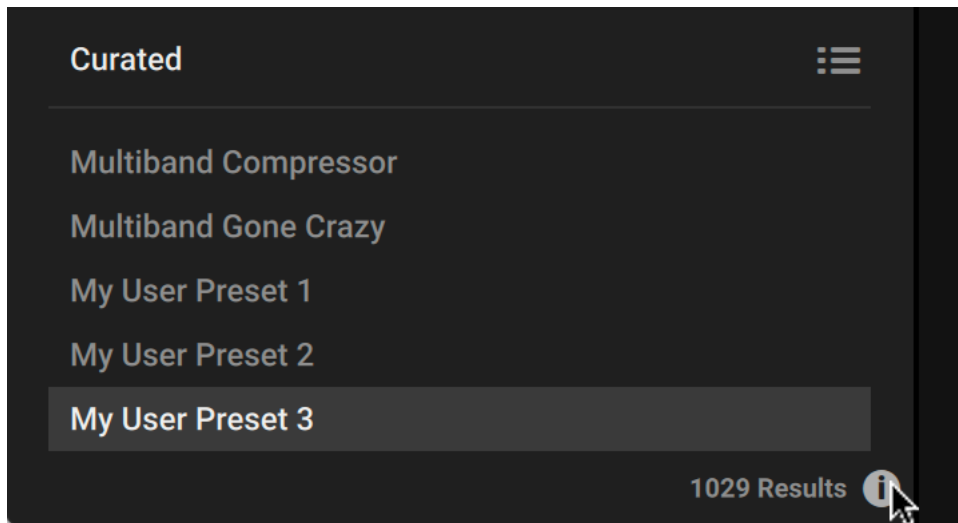 Curated
Multiband Compressor
Multiband Gone Crazy
My User Preset 1
My User Preset 2
My User Preset 3
1029 Results